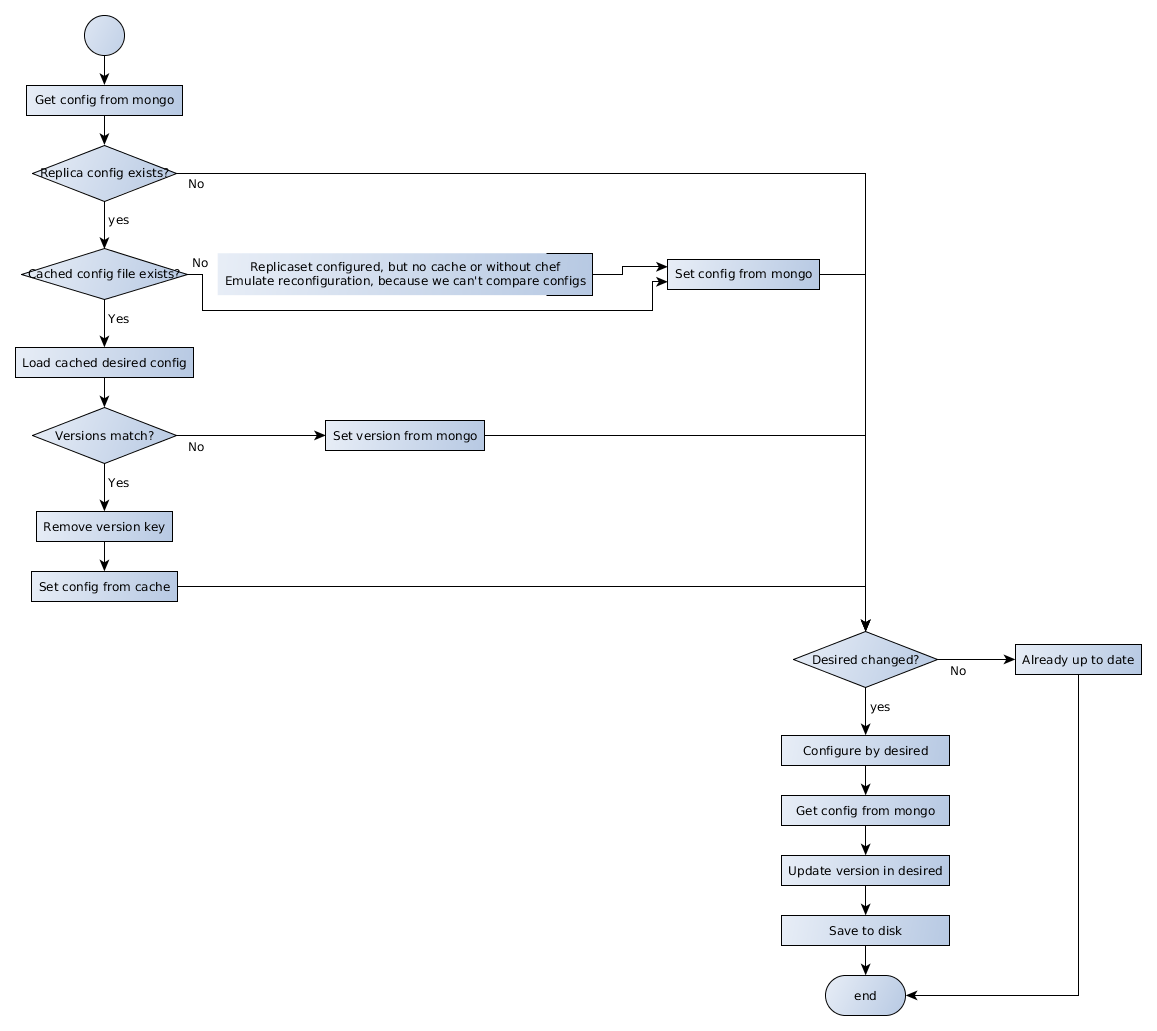 Get config from mongo
Replica config exists?
No
yes
Cached config file exists?
No
Replicaset configured, but no cache or without chef
Emulate reconfiguration, because we can't compare configs
Set config from mongo
Yes
Load cached desired config
Versions match?
No
Set version from mongo
Yes
Remove version key
Set config from cache
Desired changed?
No
Already up to date
yes
Configure by desired
Get config from mongo
Update version in desired
Save to disk
end